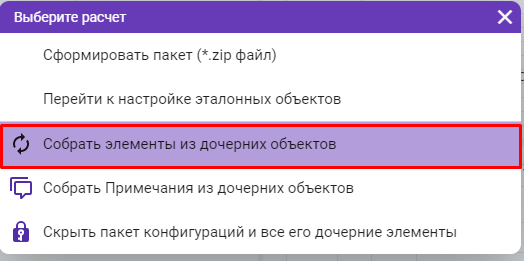 Выберите расчет
Сформировать пакет (*.zip файл)
Перейти к настройке эталонных объектов
Собрать элементы из дочерних объектов
Собрать Примечания из дочерних объектов
Скрыть пакет конфигураций и все его дочерние элементы